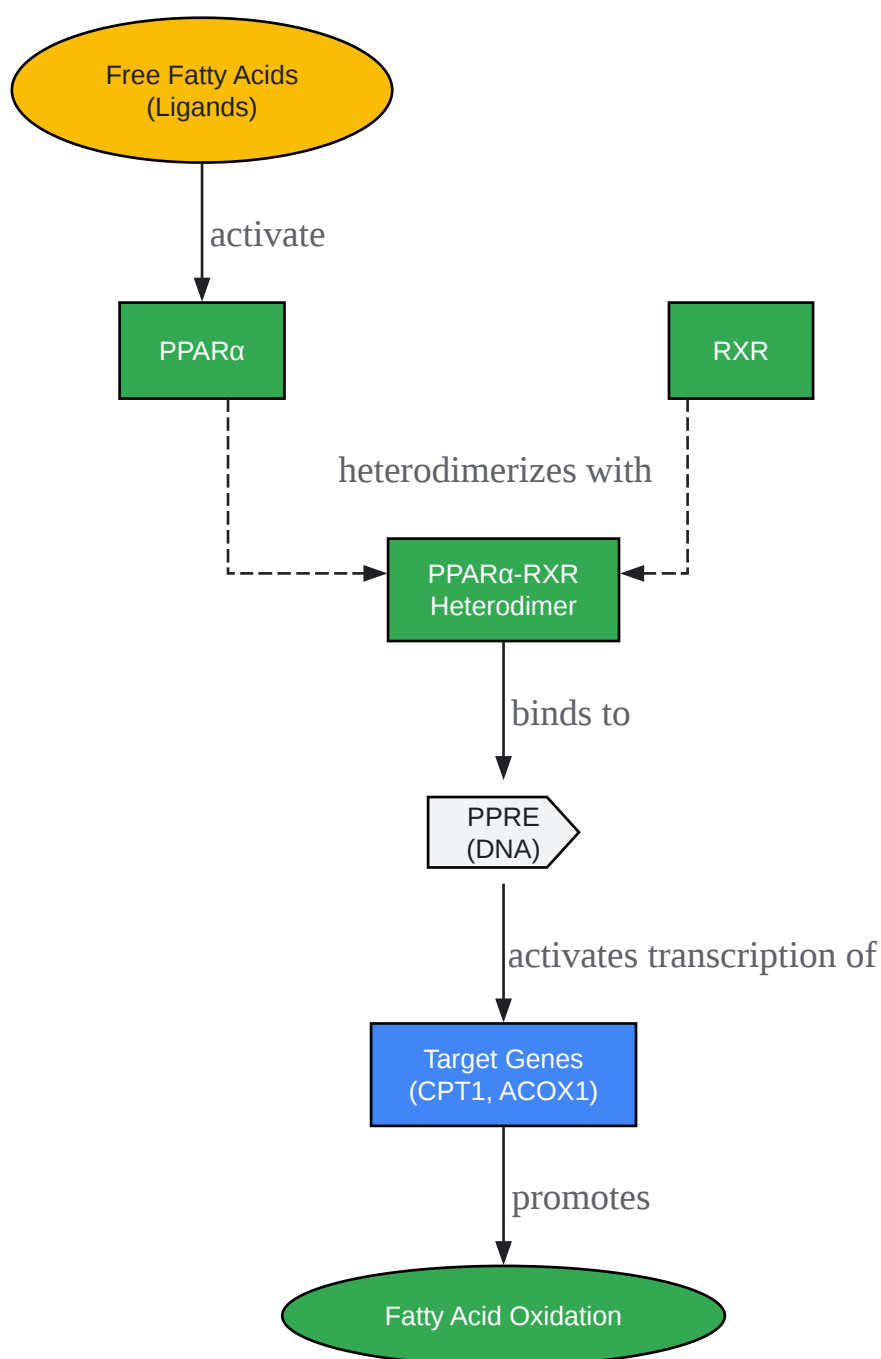 Free Fatty Acids
(Ligands)
activate
PPARα
RXR
heterodimerizes with
PPARα-RXR
Heterodimer
binds to
PPRE
(DNA)
activates transcription of
Target Genes
(CPT1, ACOX1)
promotes
Fatty Acid Oxidation